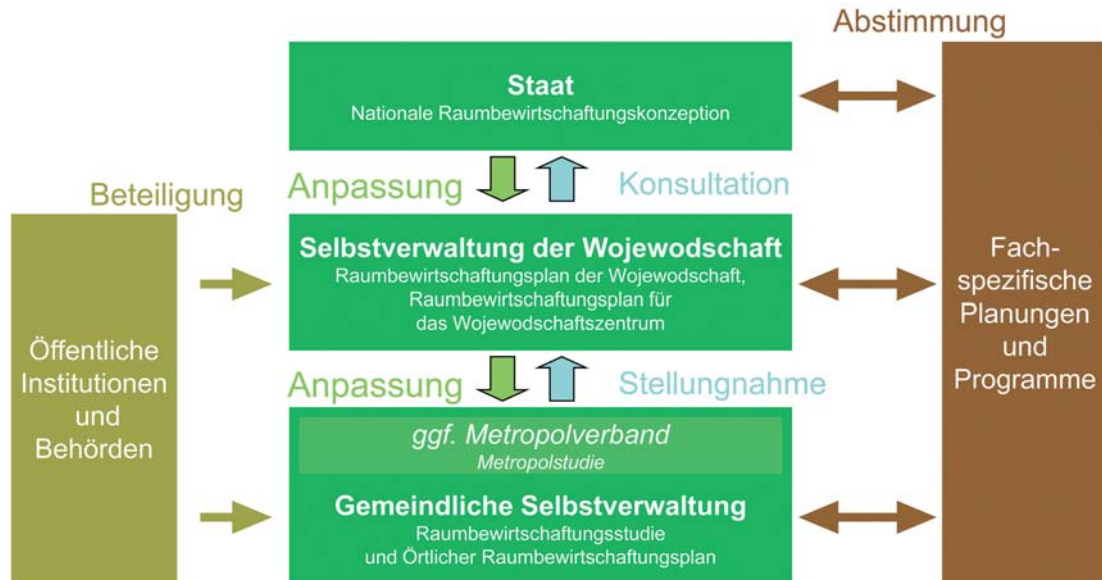 Abstimmung
Staat
Nationale Raumbewirtschaftungskonzeption
Anpassung
Konsultation
Beteiligung
Selbstverwaltung der Wojewodschaft
Raumbewirtschaftungsplan der Wojewodschaft,
Raumbewirtschaftungsplan für
das Wojewodschaftszentrum
Öffentliche
Institutionen
und
Behörden
Fach-
spezifische
Planungen
und
Programme
Anpassung
Stellungnahme
ggf. Metropolverband
Metropolstudie
Gemeindliche Selbstverwaltung
Raumbewirtschaftungsstudie
und Örtlicher Raumbewirtschaftungsplan